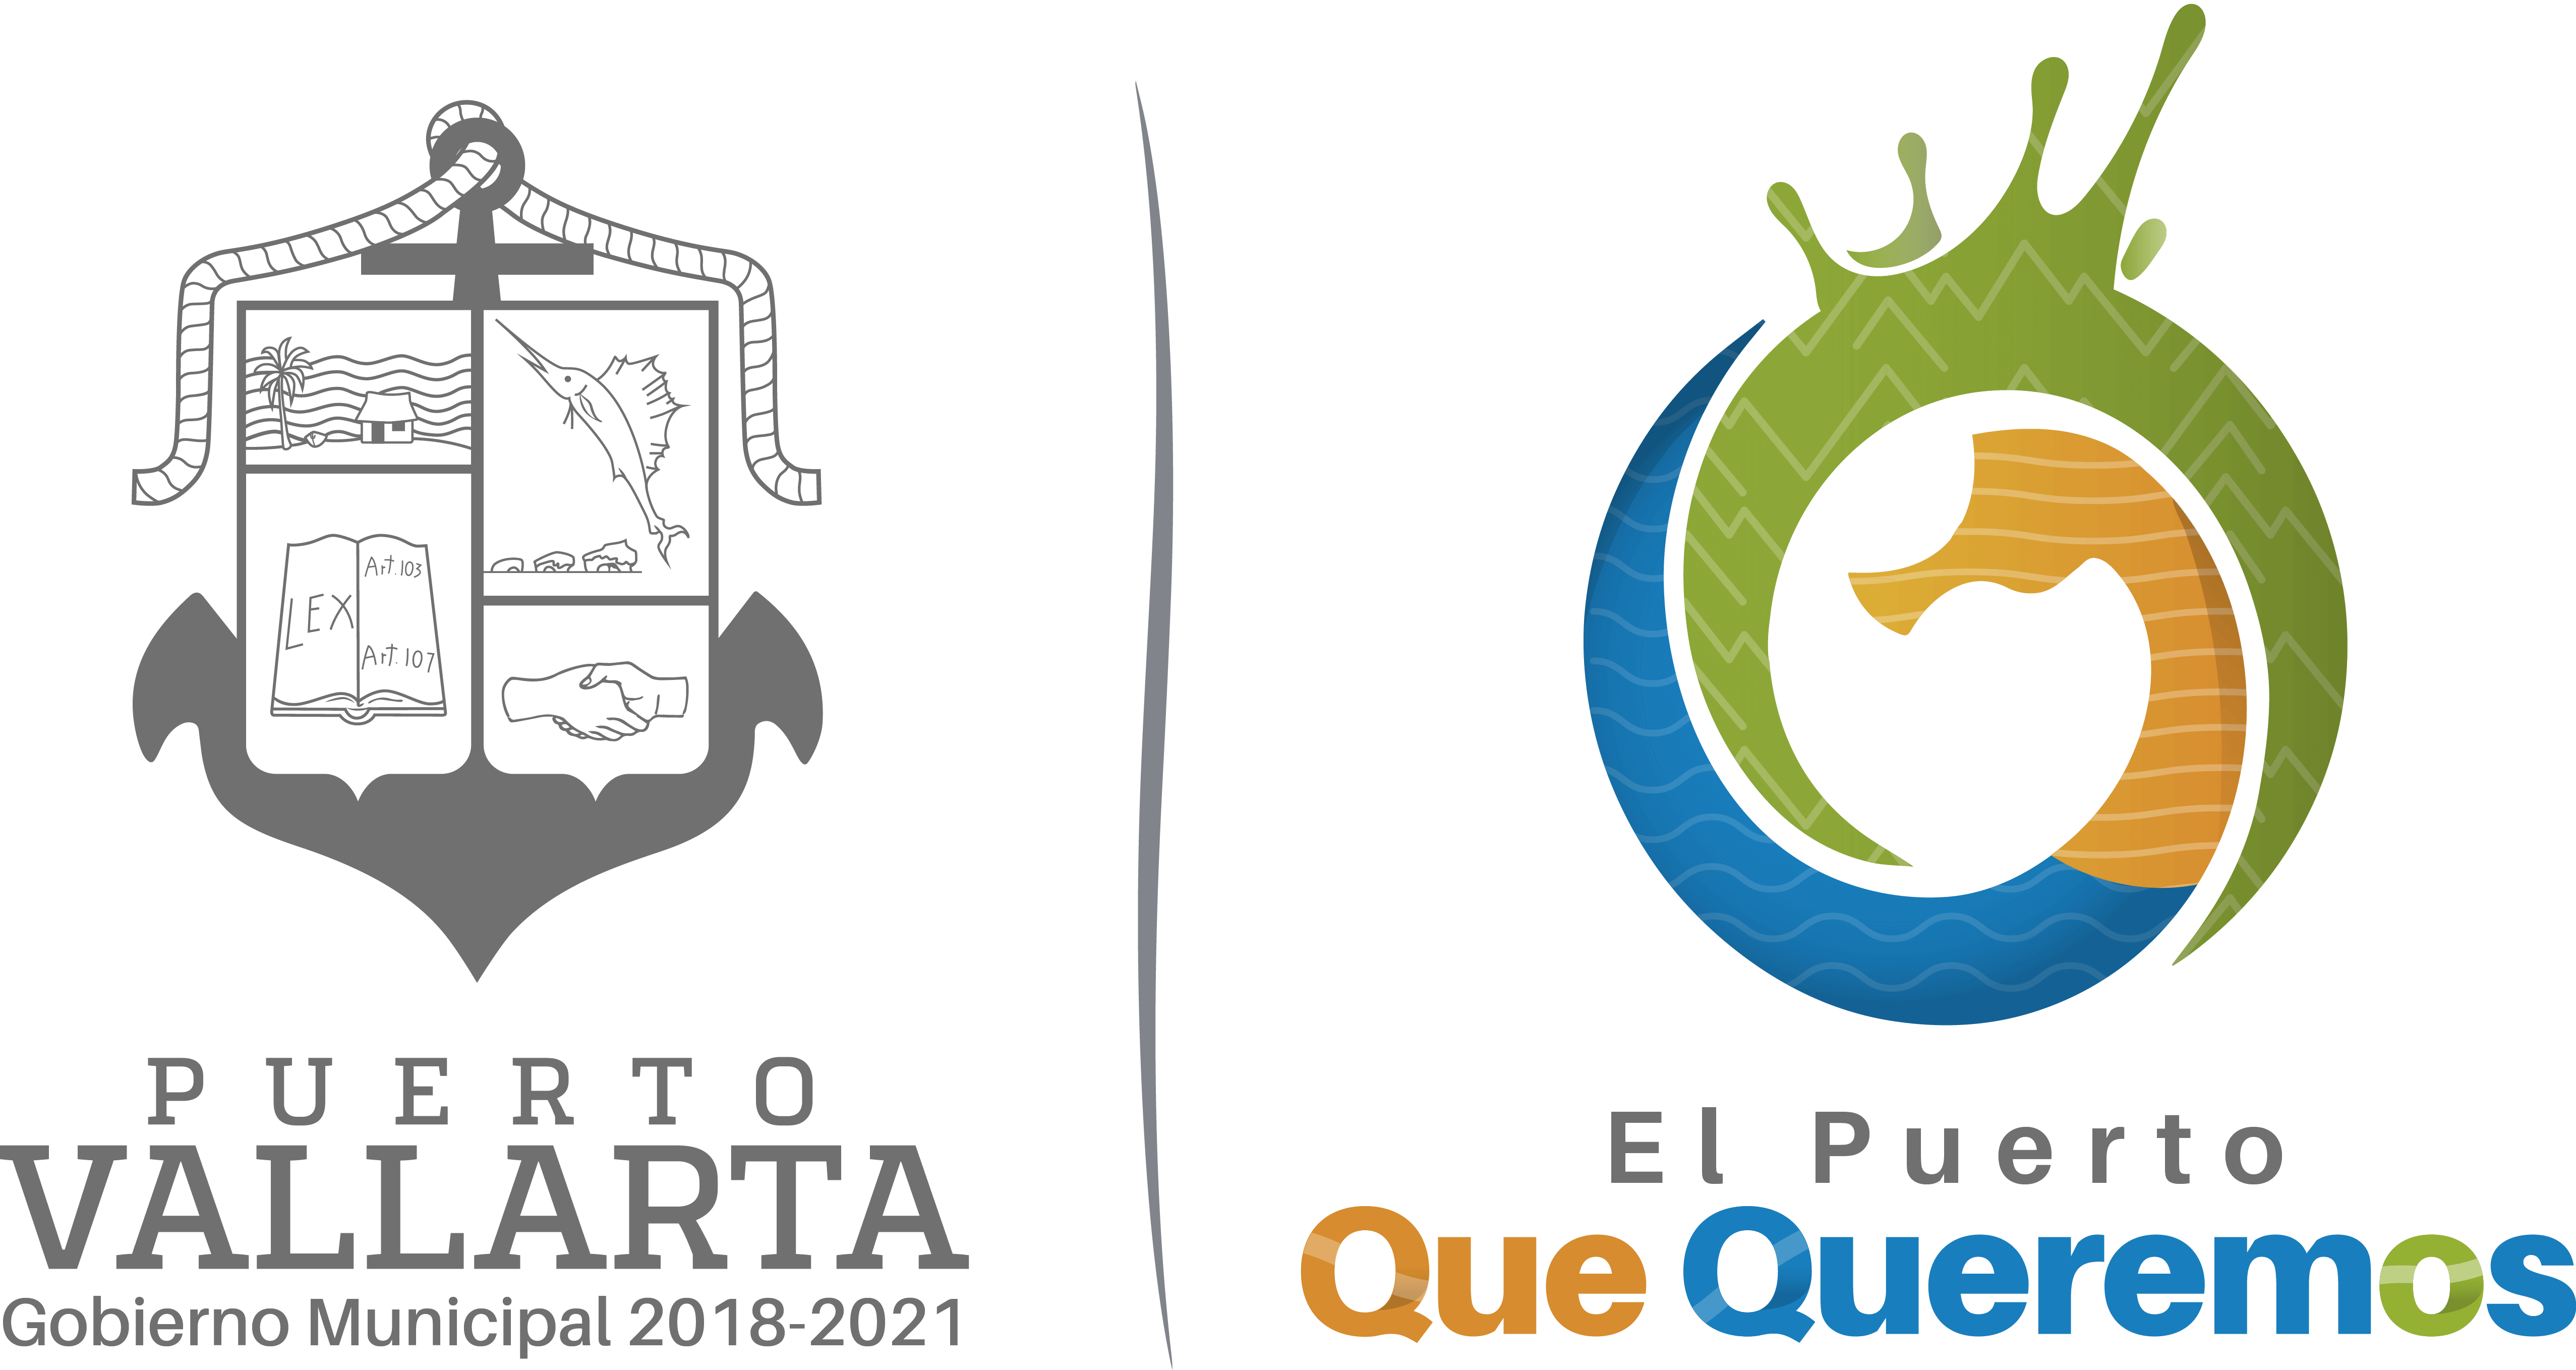 LEX
Art. 103
Art. 107
PUERTO
VALLARTA
Gobierno Municipal 2018-2021
El Puerto
Que Queremos